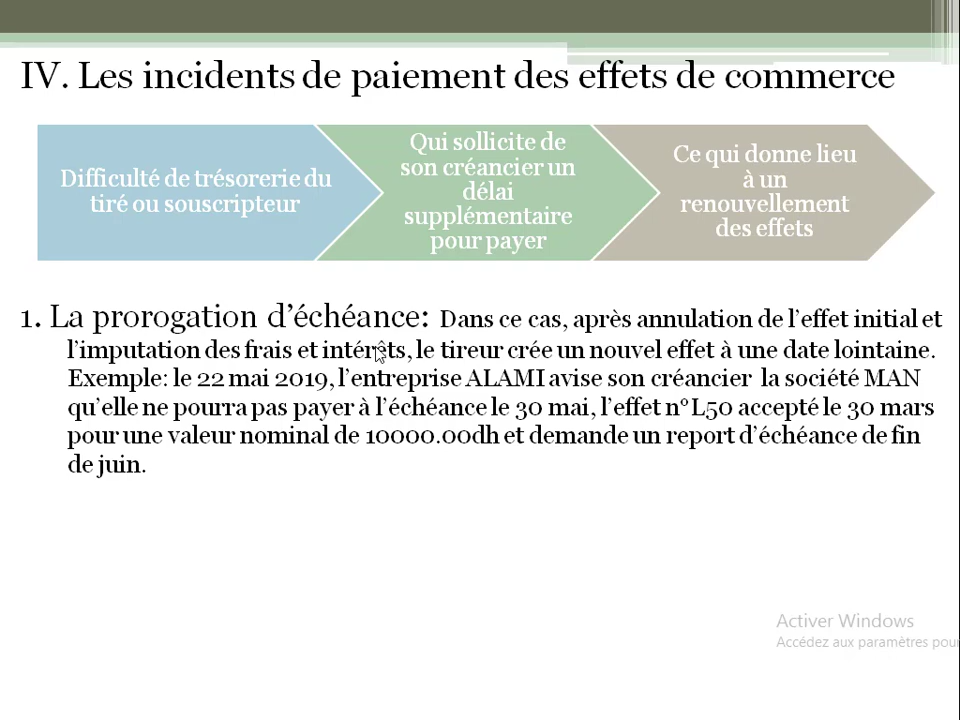 IV. Les incidents de paiement des effets de commerce
Difficulté de trésorerie du
tiré ou souscripteur
Qui sollicite de
son créancier un
délai
supplémentaire
pour payer
Ce qui donne lieu
à un
renouvellement
des effets
1. La prorogation d’échéance: Dans ce cas, après annulation de l’effet initial et
l’imputation des frais et intérêts, le tireur crée un nouvel effet à une date lointaine.
Exemple: le 22 mai 2019, l’entreprise ALAMI avise son créancier la société MAN
qu’elle ne pourra pas payer à l’échéance le 30 mai, l’effet n°L50 accepté le 30 mars
pour une valeur nominal de 10000.00dh et demande un report d’échéance de fin
de juin.
Activer Windows
Accédez aux paramètres pour